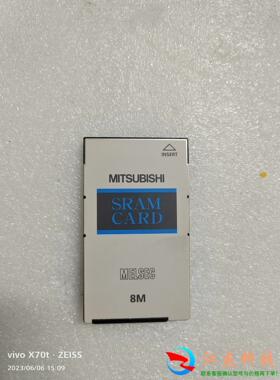 INSERT
MITSUBISHI
SRAM
CARD
MELSEC
8M
vivo X70t · ZEISS
2023/06/06 15:09